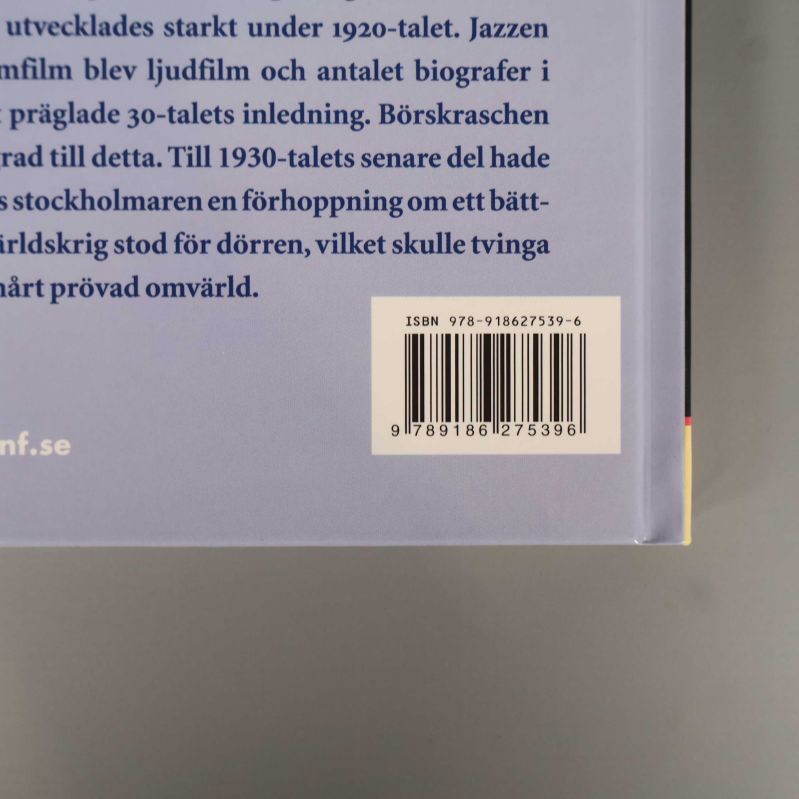 utvecklades starkt under 1920-talet. Jazzen
mfilm blev ljudfilm och antalet biografer i
präglade 30-talets inledning. Börskraschen
grad till detta. Till 1930-talets senare del hade
s stockholmaren en förhoppning om ett bätt-
ärldskrig stod för dörren, vilket skulle tvinga
hårt prövad omvärld.
ISBN 978-918627539-6
9 789186 275396
nf.se